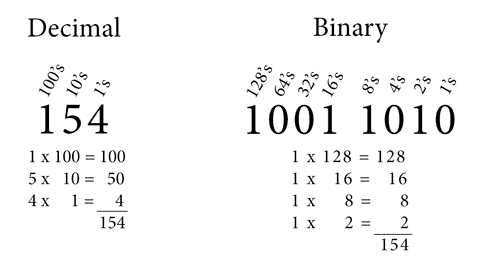 Decimal
100's 10's 1's
154
1 x 100 = 100
5 x 10 = 50
4 x 1 = 4
154
Binary
128's 64's 32's 16's 8's 4's 2's 1's
1001 1010
1 x 128 = 128
1 x 16 = 16
1 x 8 = 8
1 x 2 = 2
154